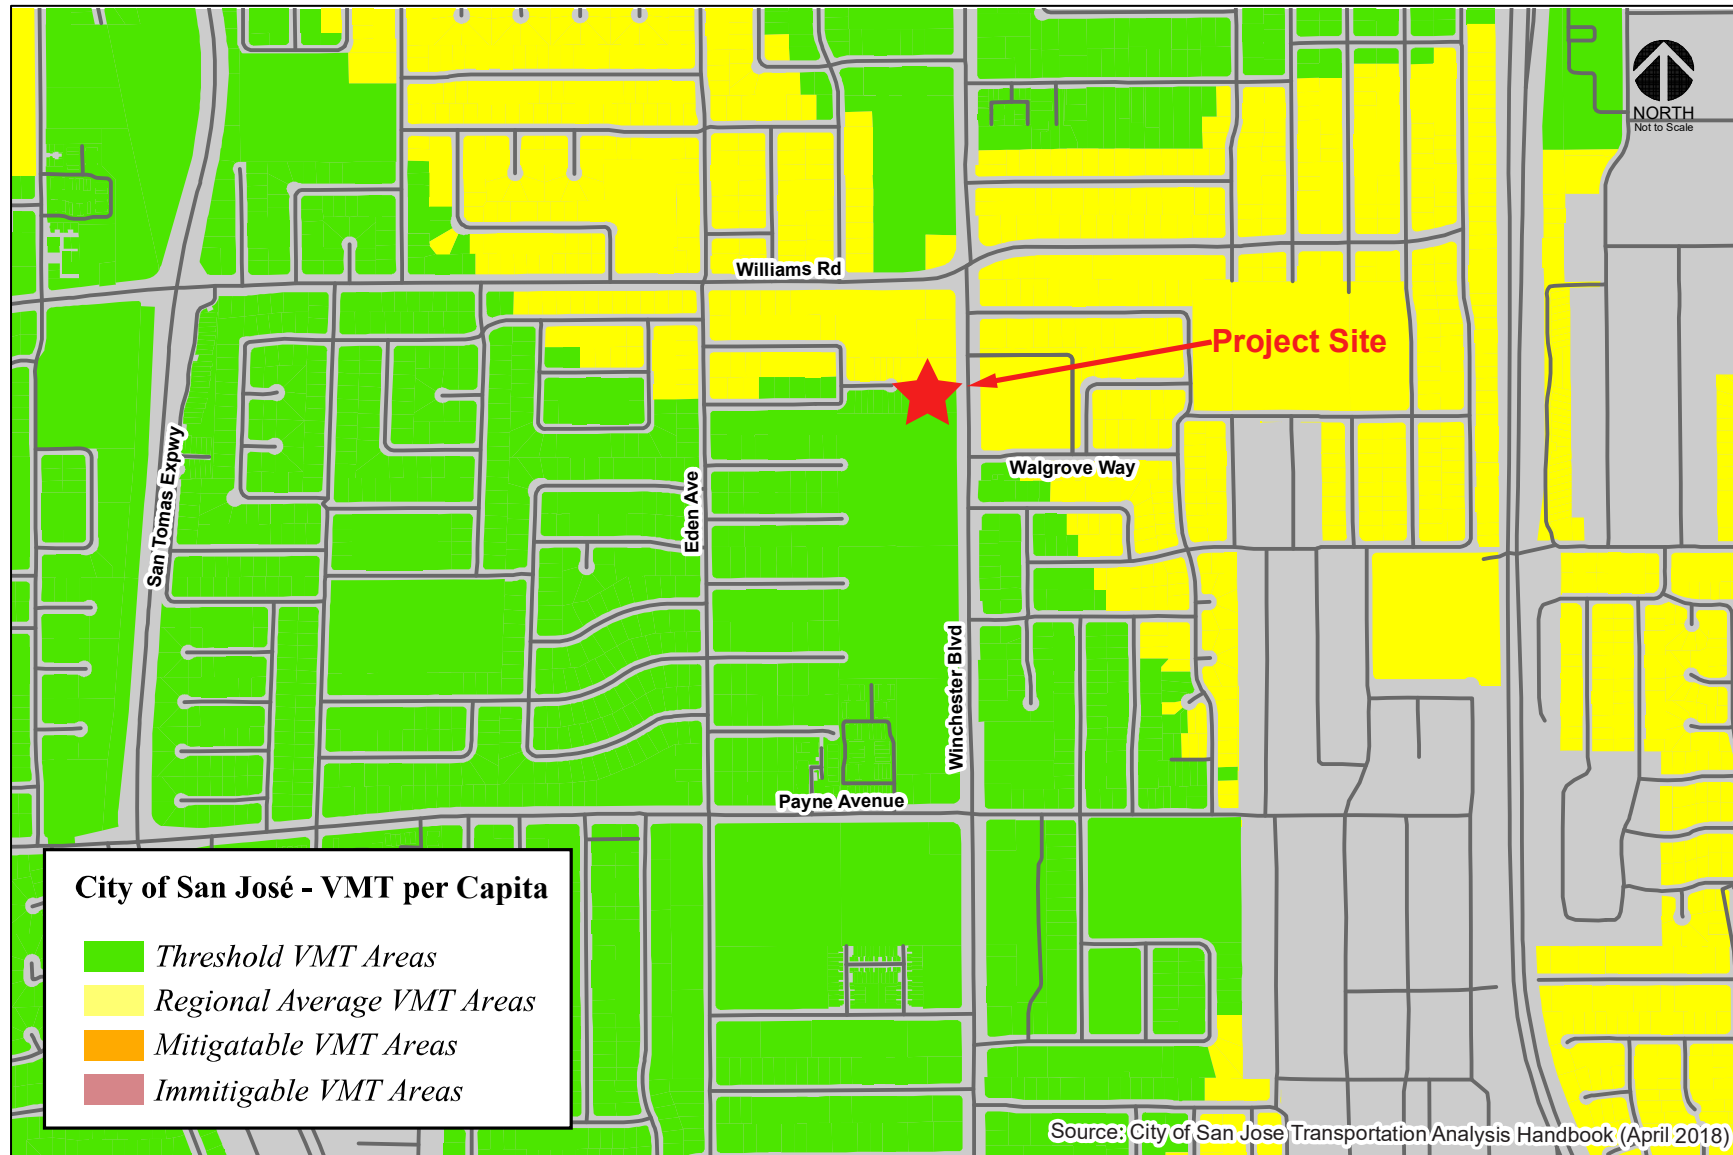 NORTH
Not to Scale
Williams Rd
Project Site
San Tomas Expwy
Eden Ave
Walgrove Way
Winchester Blvd
Payne Avenue
City of San José - VMT per Capita
Threshold VMT Areas
Regional Average VMT Areas
Mitigatable VMT Areas
Immitigable VMT Areas
Source: City of San Jose Transportation Analysis Handbook (April 2018)